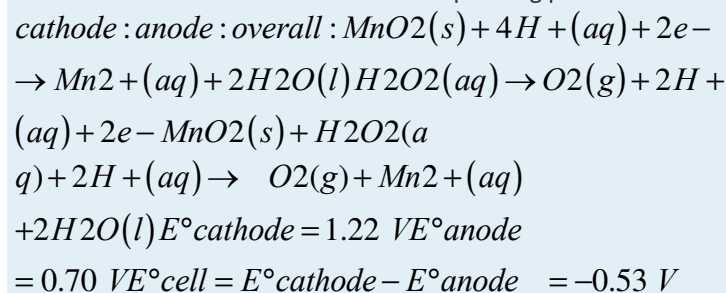 cathode : anode : overall : MnO2(s) + 4H + (aq) + 2e −
→ Mn2 + (aq) + 2H2O(l) H2O2(aq) → O2(g) + 2H +
(aq) + 2e − MnO2(s) + H2O2(a
q) + 2H + (aq) → O2(g) + Mn2 + (aq)
+2H2O(l) E°cathode = 1.22 VE°anode
= 0.70 VE°cell = E°cathode − E°anode = −0.53 V